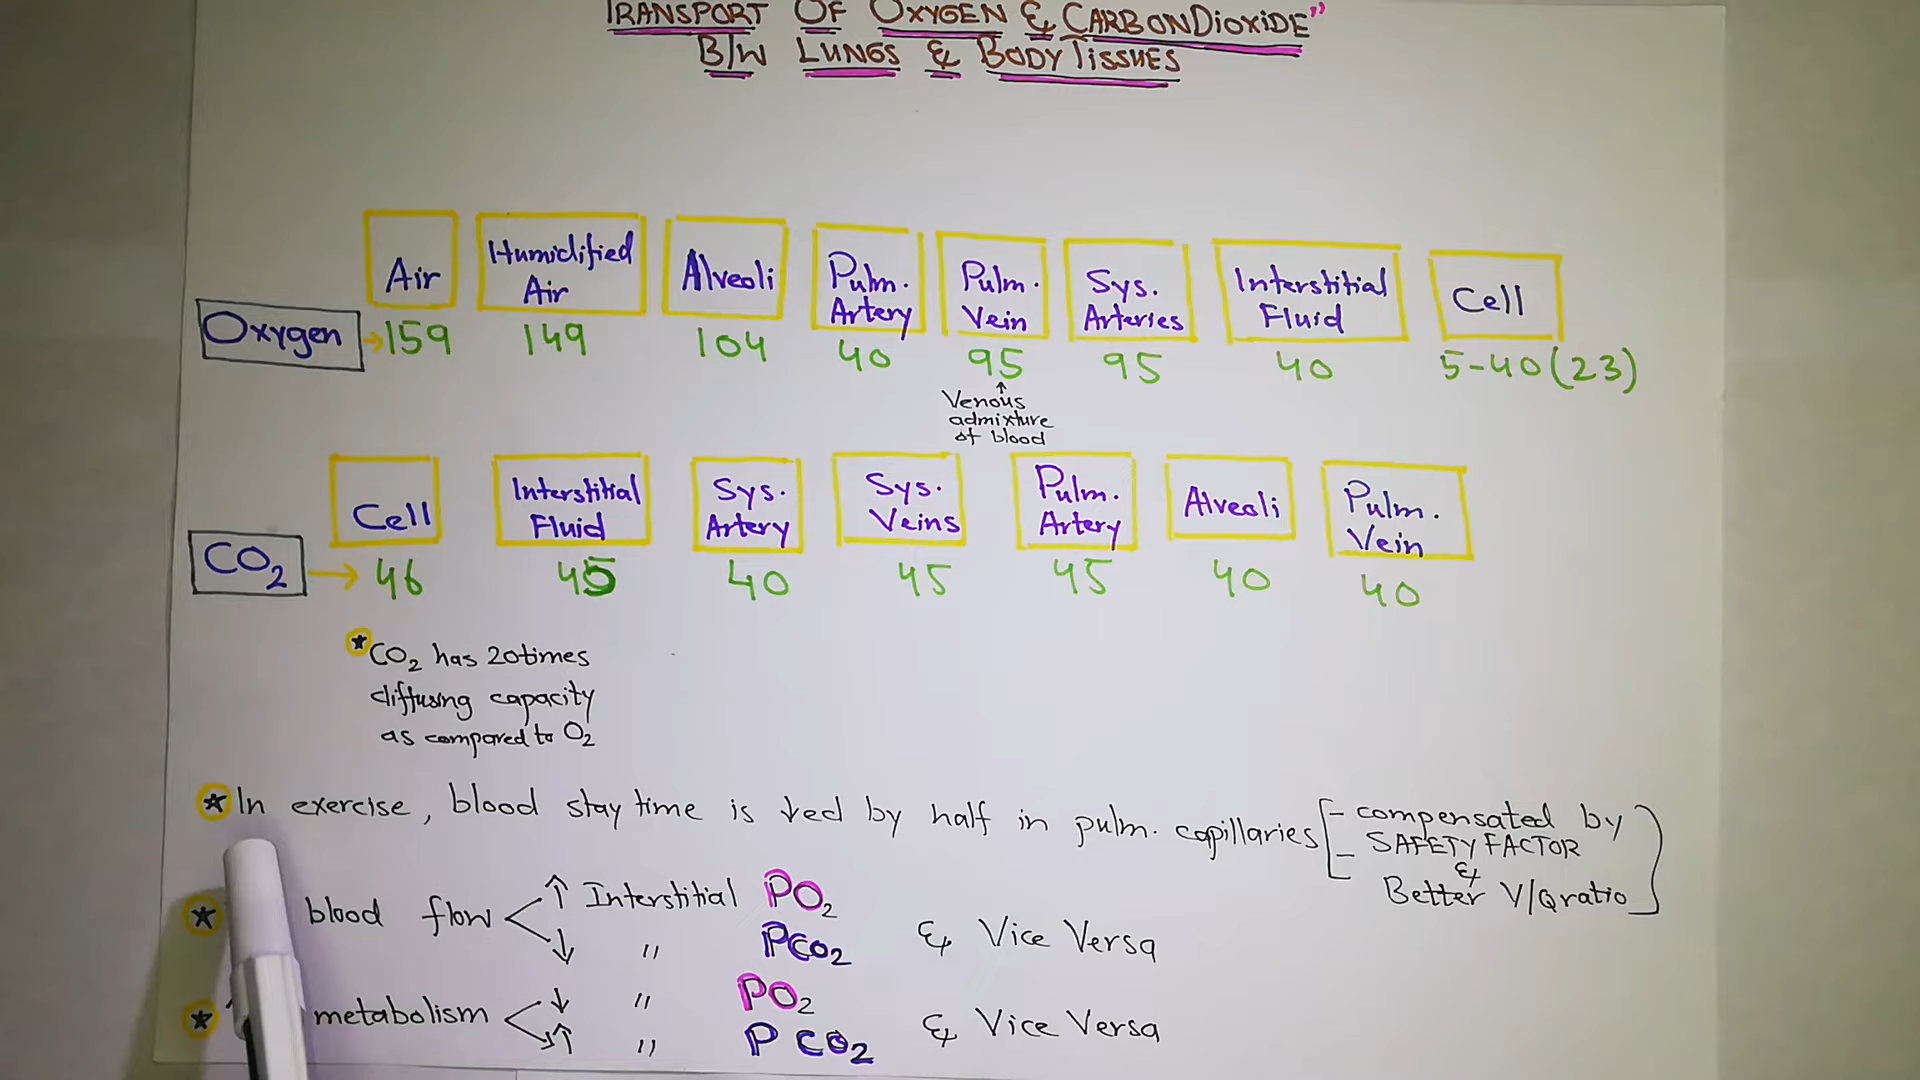 TRANSPORT OF OXYGEN & CARBONDIOXIDE"
B/W LUNGS & BODY TISSUES
Air
Humidified
Air
Alveoli
Pulm.
Artery
Pulm.
Vein
Sys.
Arteries
Interstitial
Fluid
Cell
Oxygen → 159 149 104 40 95 95 40 5-40(23)
↑
Venous
admixture
of blood
Cell
Interstitial
Fluid
Sys.
Artery
Sys.
Veins
Pulm.
Artery
Alveoli
Pulm.
Vein
CO₂ → 46 45 40 45 45 40 40
★ CO₂ has 20times
diffusing capacity
as compared to O₂
★ In exercise, blood stay time is ↓ed by half in pulm. capillaries [- compensated by
- SAFETY FACTOR
&
Better V/Q ratio
★ blood flow < ↑ Interstitial PO₂
↓ " PCO₂ & Vice Versa
★ metabolism < ↓ " PO₂
↑ " PCO₂ & Vice Versa